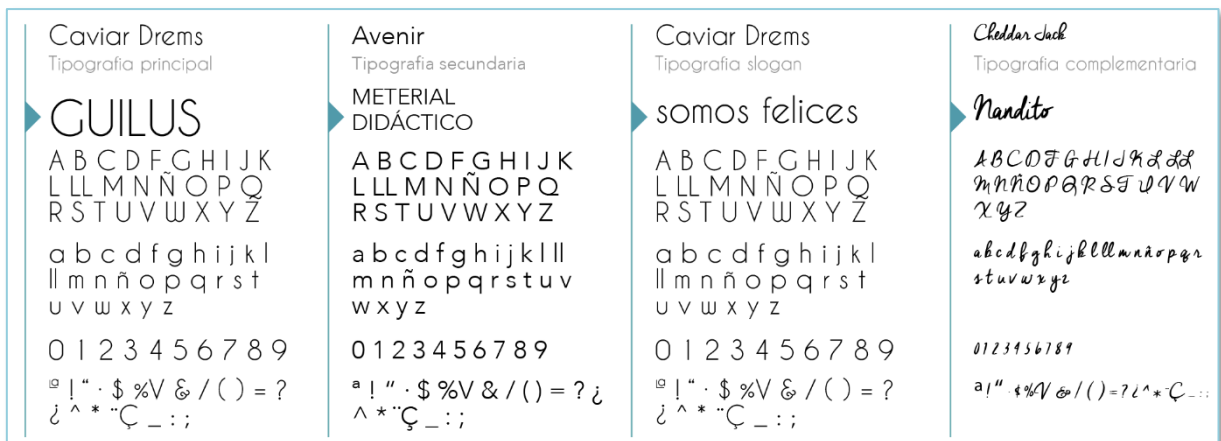 Caviar Drems
Tipografia principal
GUILUS
A B C D F G H I J K
L LL M N Ñ O P Q
R S T U V W X Y Z
a b c d f g h i j k l
ll m n ñ o p q r s t
u v w x y z
0 1 2 3 4 5 6 7 8 9
ª ! “ · $ %V & / ( ) = ?
¿ ^ * ¨Ç _ : ;
Avenir
Tipografia secundaria
METERIAL
DIDÁCTICO
A B C D F G H I J K
L LL M N Ñ O P Q
R S T U V W X Y Z
a b c d f g h i j k l ll
m n ñ o p q r s t u v
w x y z
0 1 2 3 4 5 6 7 8 9
ª ! “ · $ %V & / ( ) = ? ¿
^ * ¨Ç _ : ;
Caviar Drems
Tipografia slogan
somos felices
A B C D F G H I J K
L LL M N Ñ O P Q
R S T U V W X Y Z
a b c d f g h i j k l
ll m n ñ o p q r s t
u v w x y z
0 1 2 3 4 5 6 7 8 9
ª ! “ · $ %V & / ( ) = ?
¿ ^ * ¨Ç _ : ;
Cheddar Jack
Tipografia complementaria
Nandito
A B C D F G H I J K L LL
M N Ñ O P Q R S T U V W
X Y Z
a b c d f g h i j k l ll m n ñ o p q r
s t u v w x y z
0 1 2 3 4 5 6 7 8 9
ª ! “ · $ %V & / ( ) = ? ¿ ^ * ¨Ç _ : ;